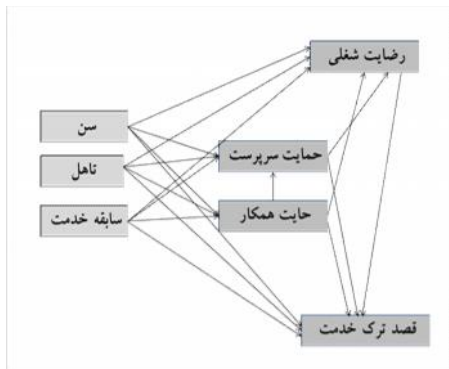 رضایت شغلی
سن
حمایت سرپرست
تاهل
حایت همکار
سابقه خدمت
قصد ترک خدمت